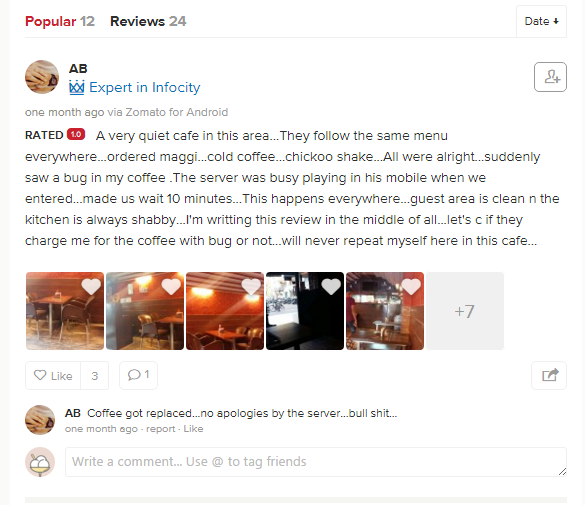 Popular 12 Reviews 24
Date
AB
Expert in Infocity
one month ago via Zomato for Android
RATED 1.0 A very quiet cafe in this area...They follow the same menu
everywhere...ordered maggi...cold coffee...chickoo shake...All were alright...suddenly
saw a bug in my coffee .The server was busy playing in his mobile when we
entered...made us wait 10 minutes...This happens everywhere...guest area is clean n the
kitchen is always shabby...I'm writting this review in the middle of all...let's c if they
charge me for the coffee with bug or not...will never repeat myself here in this cafe...
+7
Like 3 1
AB Coffee got replaced...no apologies by the server...bull shit...
one month ago · report · Like
Write a comment... Use @ to tag friends